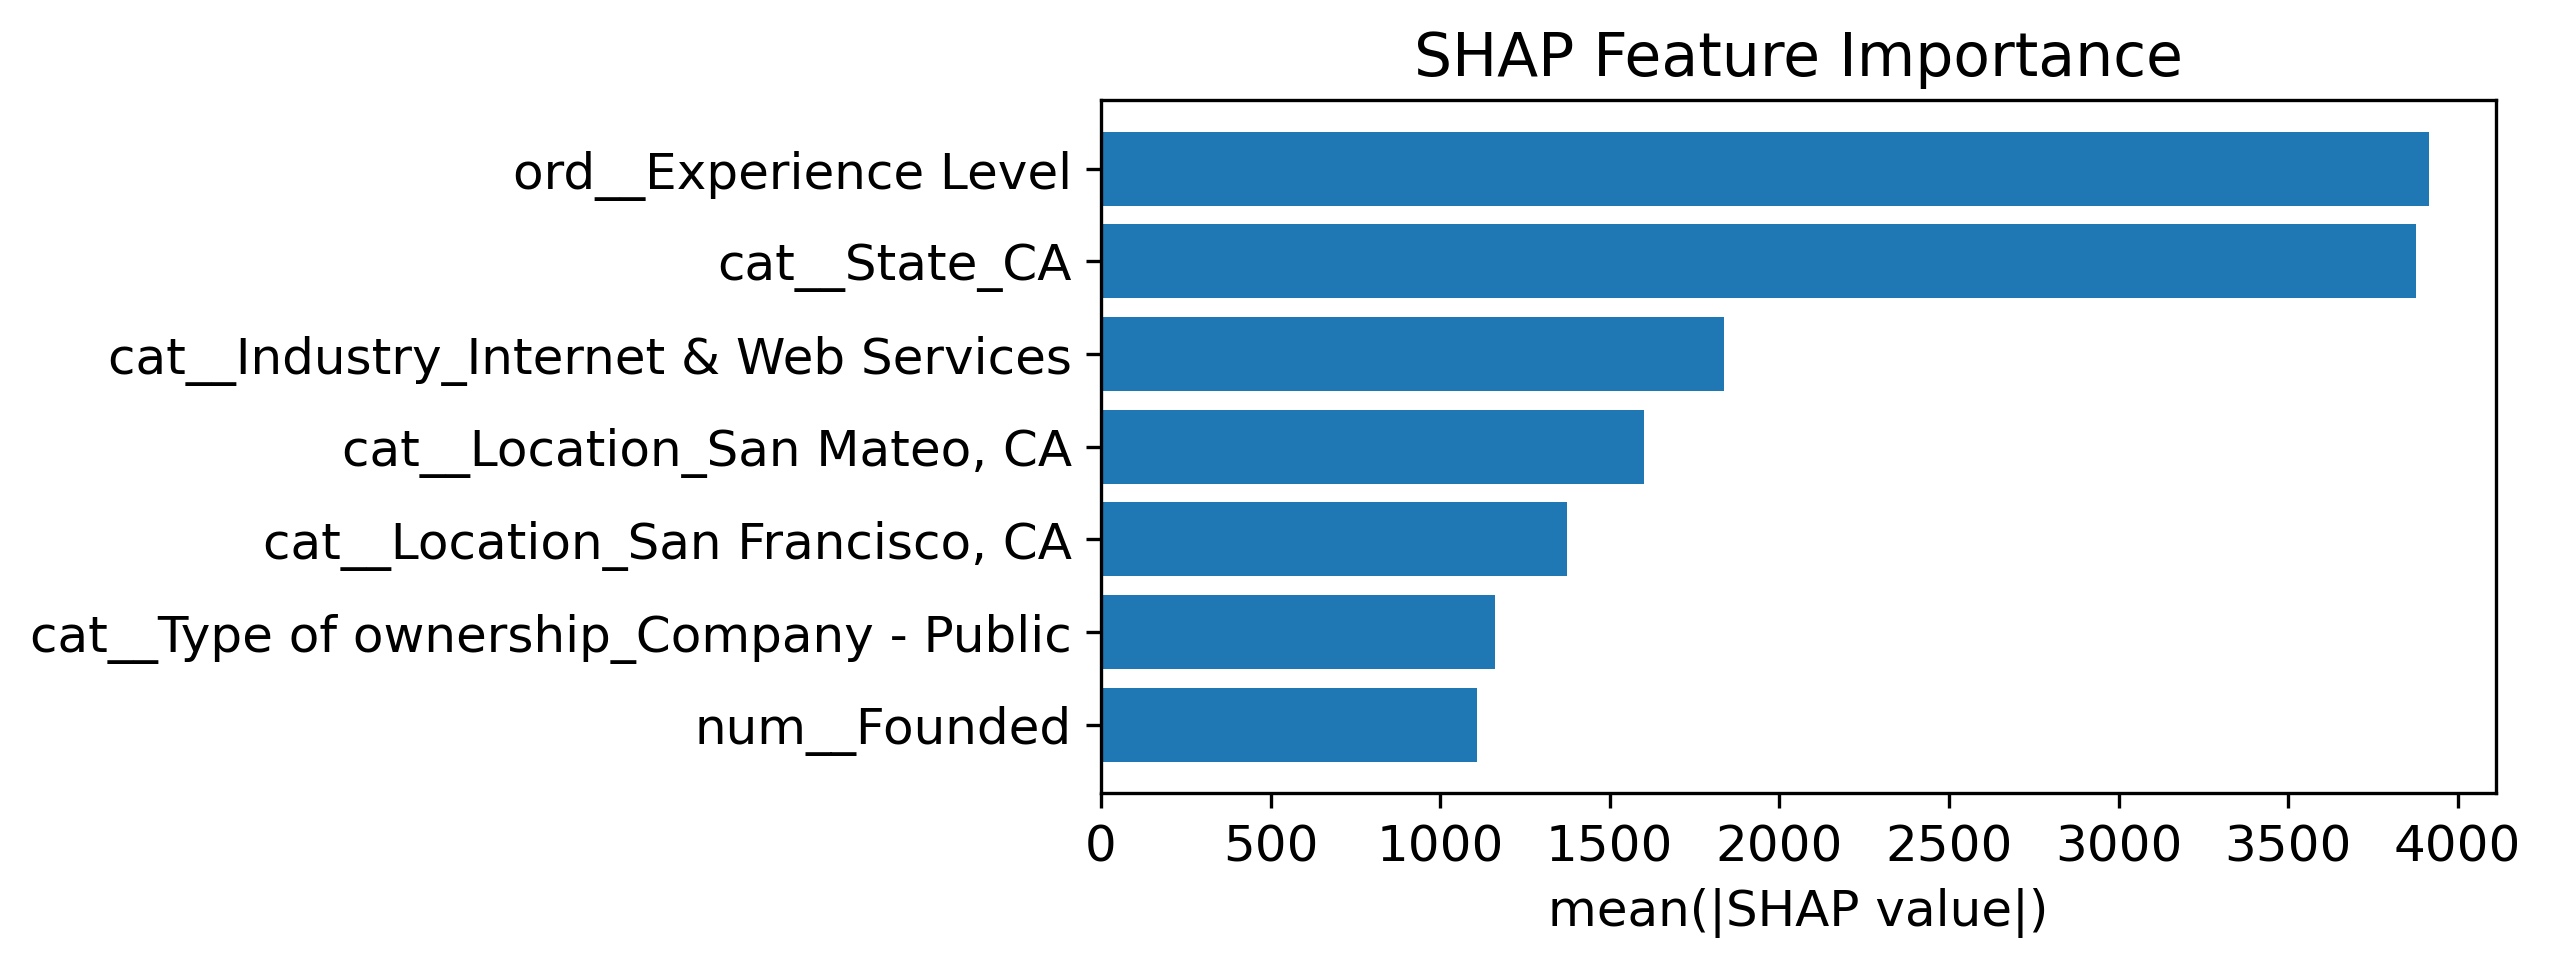 SHAP Feature Importance
ord__Experience Level
cat__State_CA
cat__Industry_Internet & Web Services
cat__Location_San Mateo, CA
cat__Location_San Francisco, CA
cat__Type of ownership_Company - Public
num__Founded
0 500 1000 1500 2000 2500 3000 3500 4000
mean(|SHAP value|)